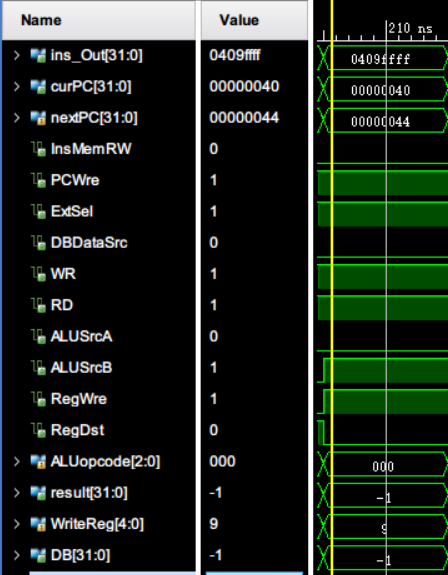 Name Value
210 ns
ins_Out[31:0] 0409ffff 0409ffff
curPC[31:0] 00000040 00000040
nextPC[31:0] 00000044 00000044
InsMemRW 0
PCWre 1
ExtSel 1
DBDataSrc 0
WR 1
RD 1
ALUSrcA 0
ALUSrcB 1
RegWre 1
RegDst 0
ALUopcode[2:0] 000 000
result[31:0] -1 -1
WriteReg[4:0] 9 9
DB[31:0] -1 -1